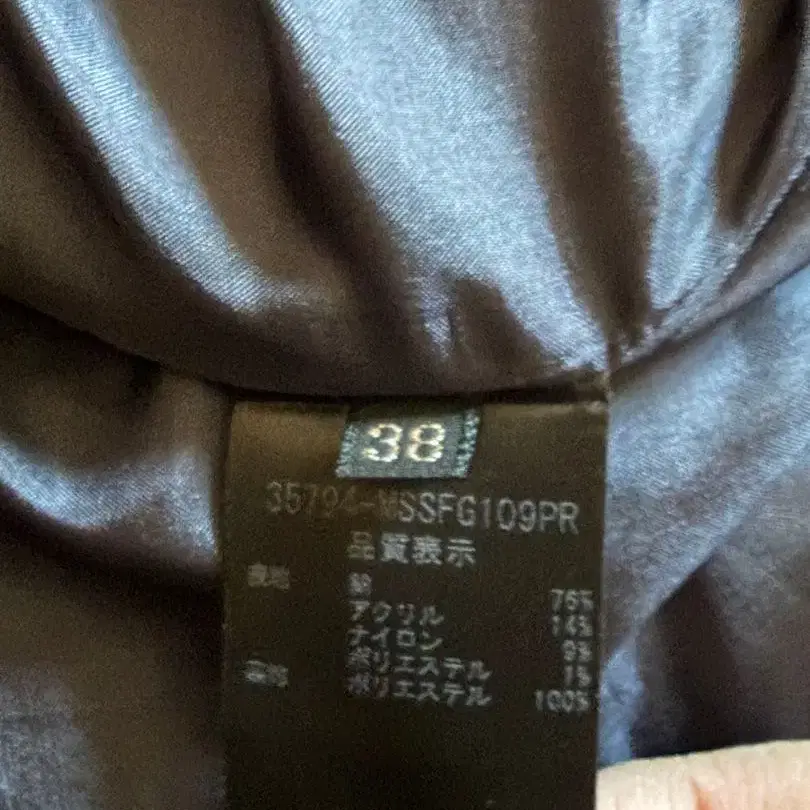 38
35794-MSSFG109PR
品質表示
表地 綿 76%
アクリル 14%
ナイロン 9%
ポリエステル 1%
裏地 ポリエステル 100%